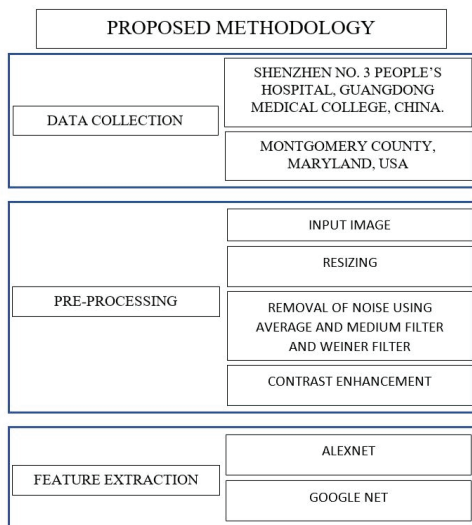 PROPOSED METHODOLOGY
DATA COLLECTION
SHENZHEN NO. 3 PEOPLE'S
HOSPITAL, GUANGDONG
MEDICAL COLLEGE, CHINA.
MONTGOMERY COUNTY,
MARYLAND, USA
PRE-PROCESSING
INPUT IMAGE
RESIZING
REMOVAL OF NOISE USING
AVERAGE AND MEDIUM FILTER
AND WEINER FILTER
CONTRAST ENHANCEMENT
FEATURE EXTRACTION
ALEXNET
GOOGLE NET